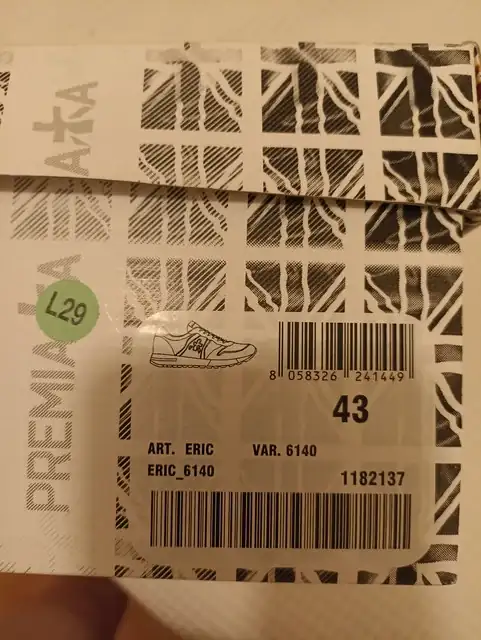 PREMIATA
PREMIATA
L29
8 058326 241449
43
ART. ERIC VAR. 6140
ERIC_6140
1182137